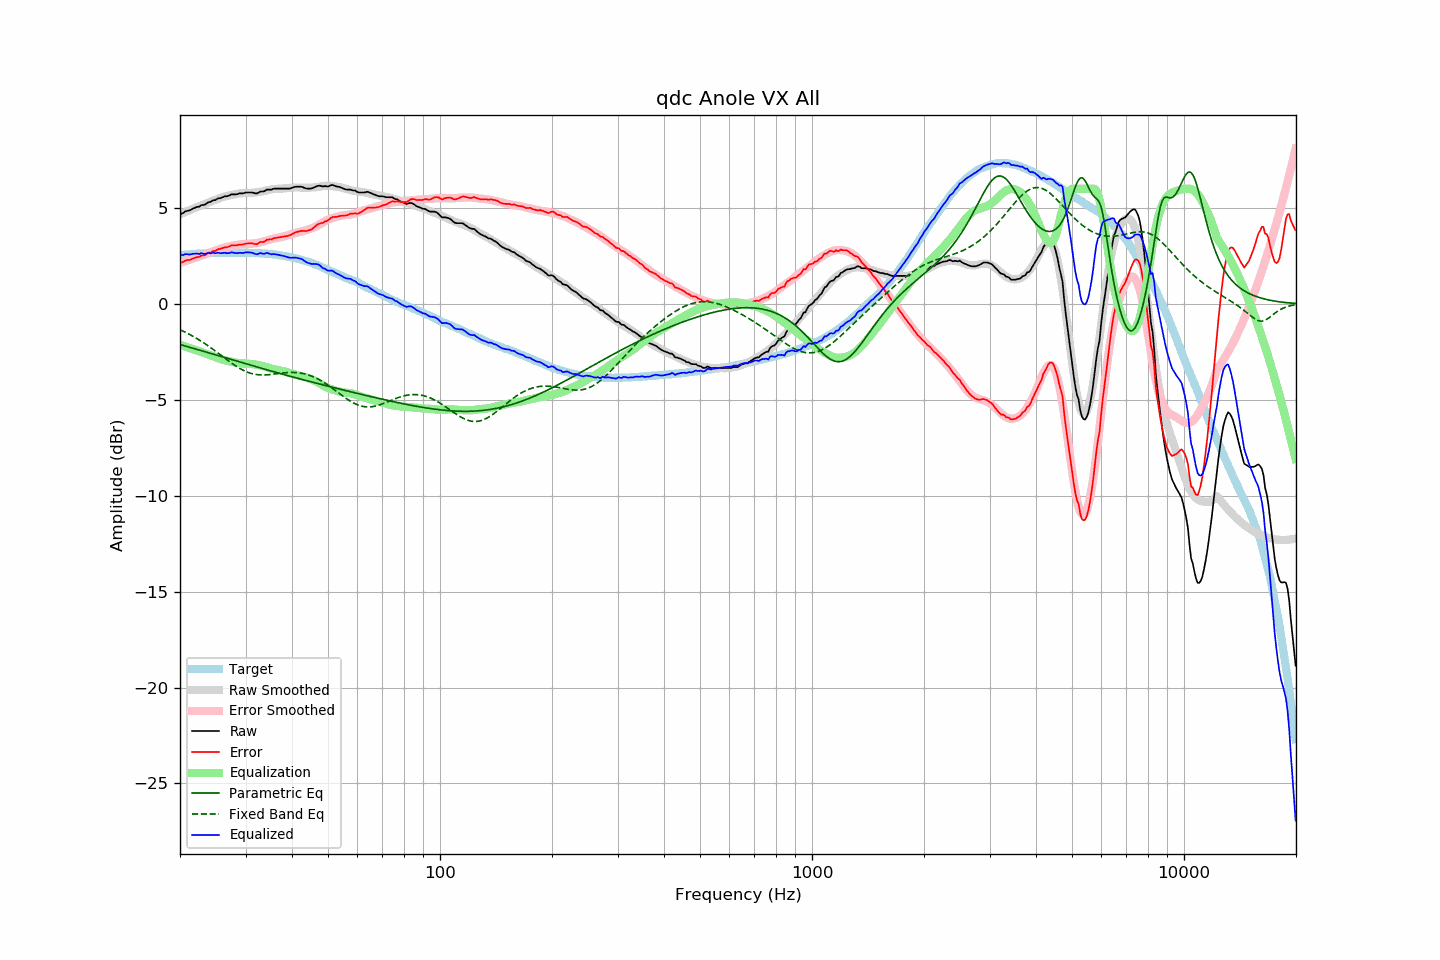 qdc Anole VX All
5
0
−5
−10
−15
−20
−25
Amplitude (dBr)
Target
Raw Smoothed
Error Smoothed
Raw
Error
Equalization
Parametric Eq
Fixed Band Eq
Equalized
100
1000
10000
Frequency (Hz)